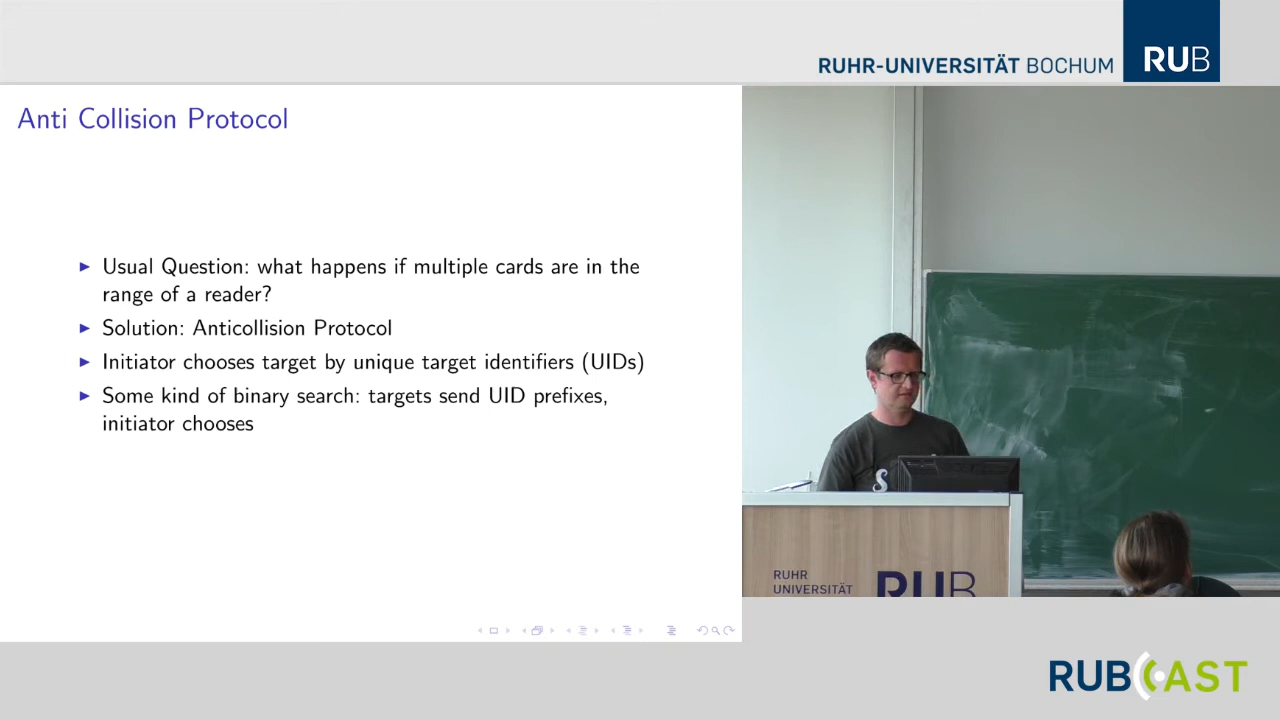 RUHR-UNIVERSITÄT BOCHUM
RUB
Anti Collision Protocol
Usual Question: what happens if multiple cards are in the
range of a reader?
Solution: Anticollision Protocol
Initiator chooses target by unique target identifiers (UIDs)
Some kind of binary search: targets send UID prefixes,
initiator chooses
S
RUHR
UNIVERSITÄT
RUB
RUBCAST